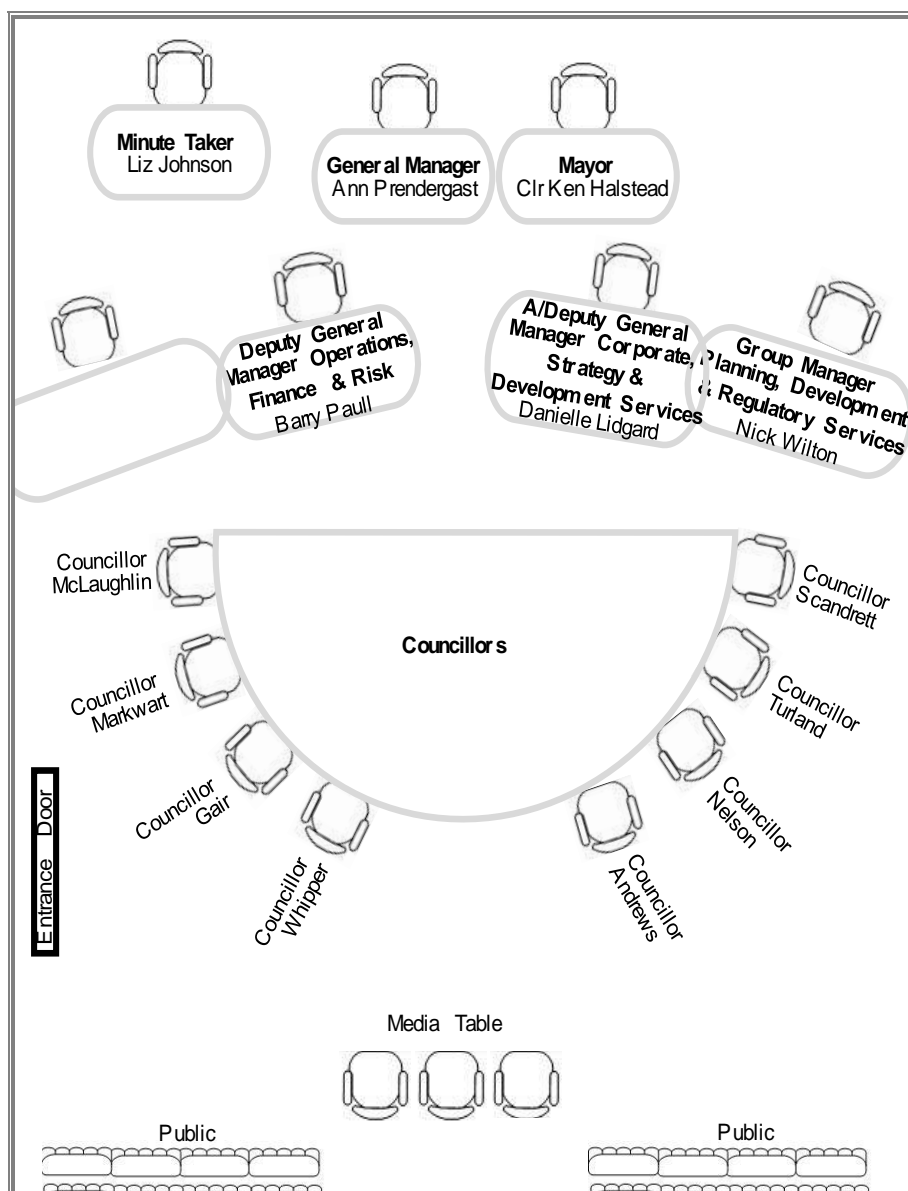 Minute Taker
Liz Johnson
General Manager
Ann Prendergast
Mayor
Clr Ken Halstead
Deputy General
Manager Operations,
Finance & Risk
Barry Paull
A/Deputy General
Manager Corporate,
Strategy &
Development Services
Danielle Lidgard
Group Manager
Planning, Development
& Regulatory Services
Nick Wilton
Councillor
McLaughlin
Councillor
Scandrett
Councillors
Councillor
Markwart
Councillor
Turland
Councillor
Gair
Councillor
Nelson
Councillor
Whipper
Councillor
Andrews
Entrance Door
Media Table
Public
Public